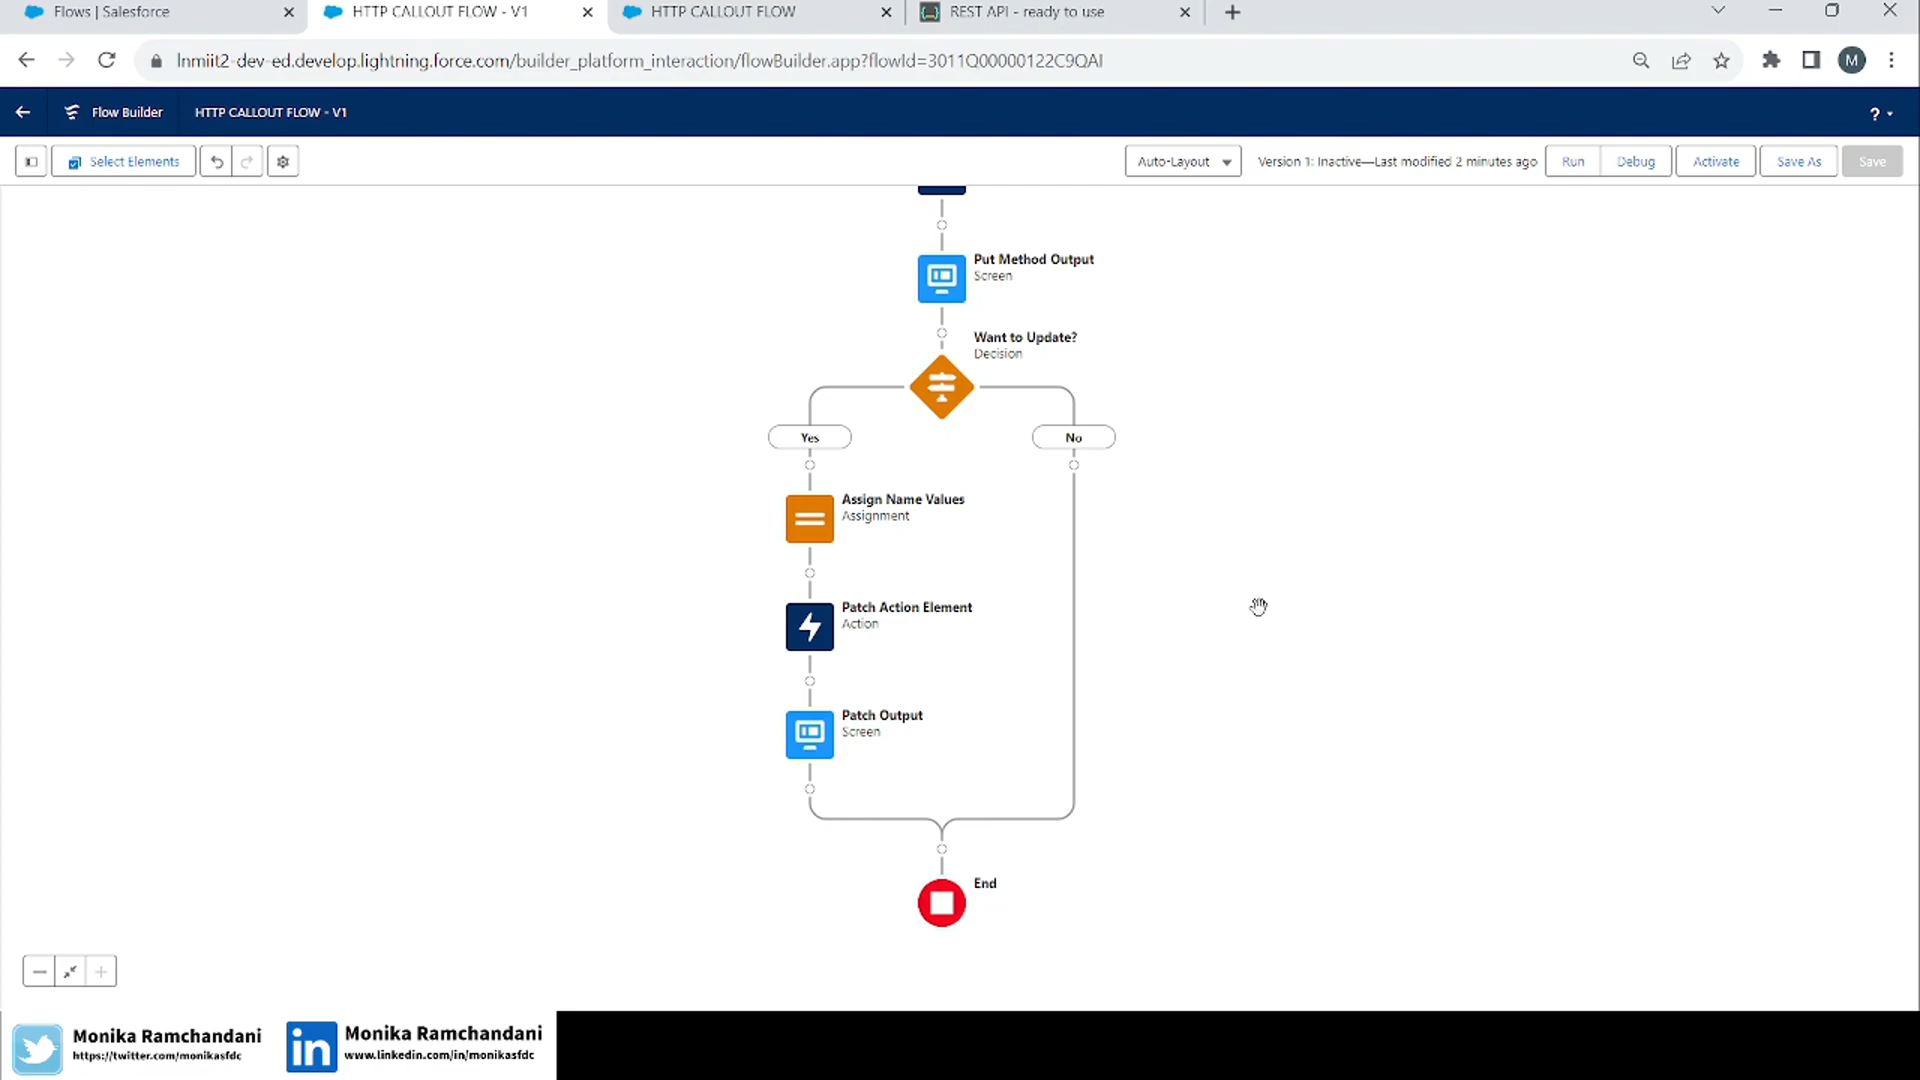 Flows | Salesforce
HTTP CALLOUT FLOW - V1
HTTP CALLOUT FLOW
REST API - ready to use
lnmiit2-dev-ed.develop.lightning.force.com/builder_platform_interaction/flowBuilder.app?flowId=3011Q00000122C9QAI
M
Flow Builder
HTTP CALLOUT FLOW - V1
?
Select Elements
Auto-Layout
Version 1: Inactive—Last modified 2 minutes ago
Run
Debug
Activate
Save As
Save
Put Method Output
Screen
Want to Update?
Decision
Yes
No
Assign Name Values
Assignment
Patch Action Element
Action
Patch Output
Screen
End
Monika Ramchandani
https://twitter.com/monikasfdc
in
Monika Ramchandani
www.linkedin.com/in/monikasfdc